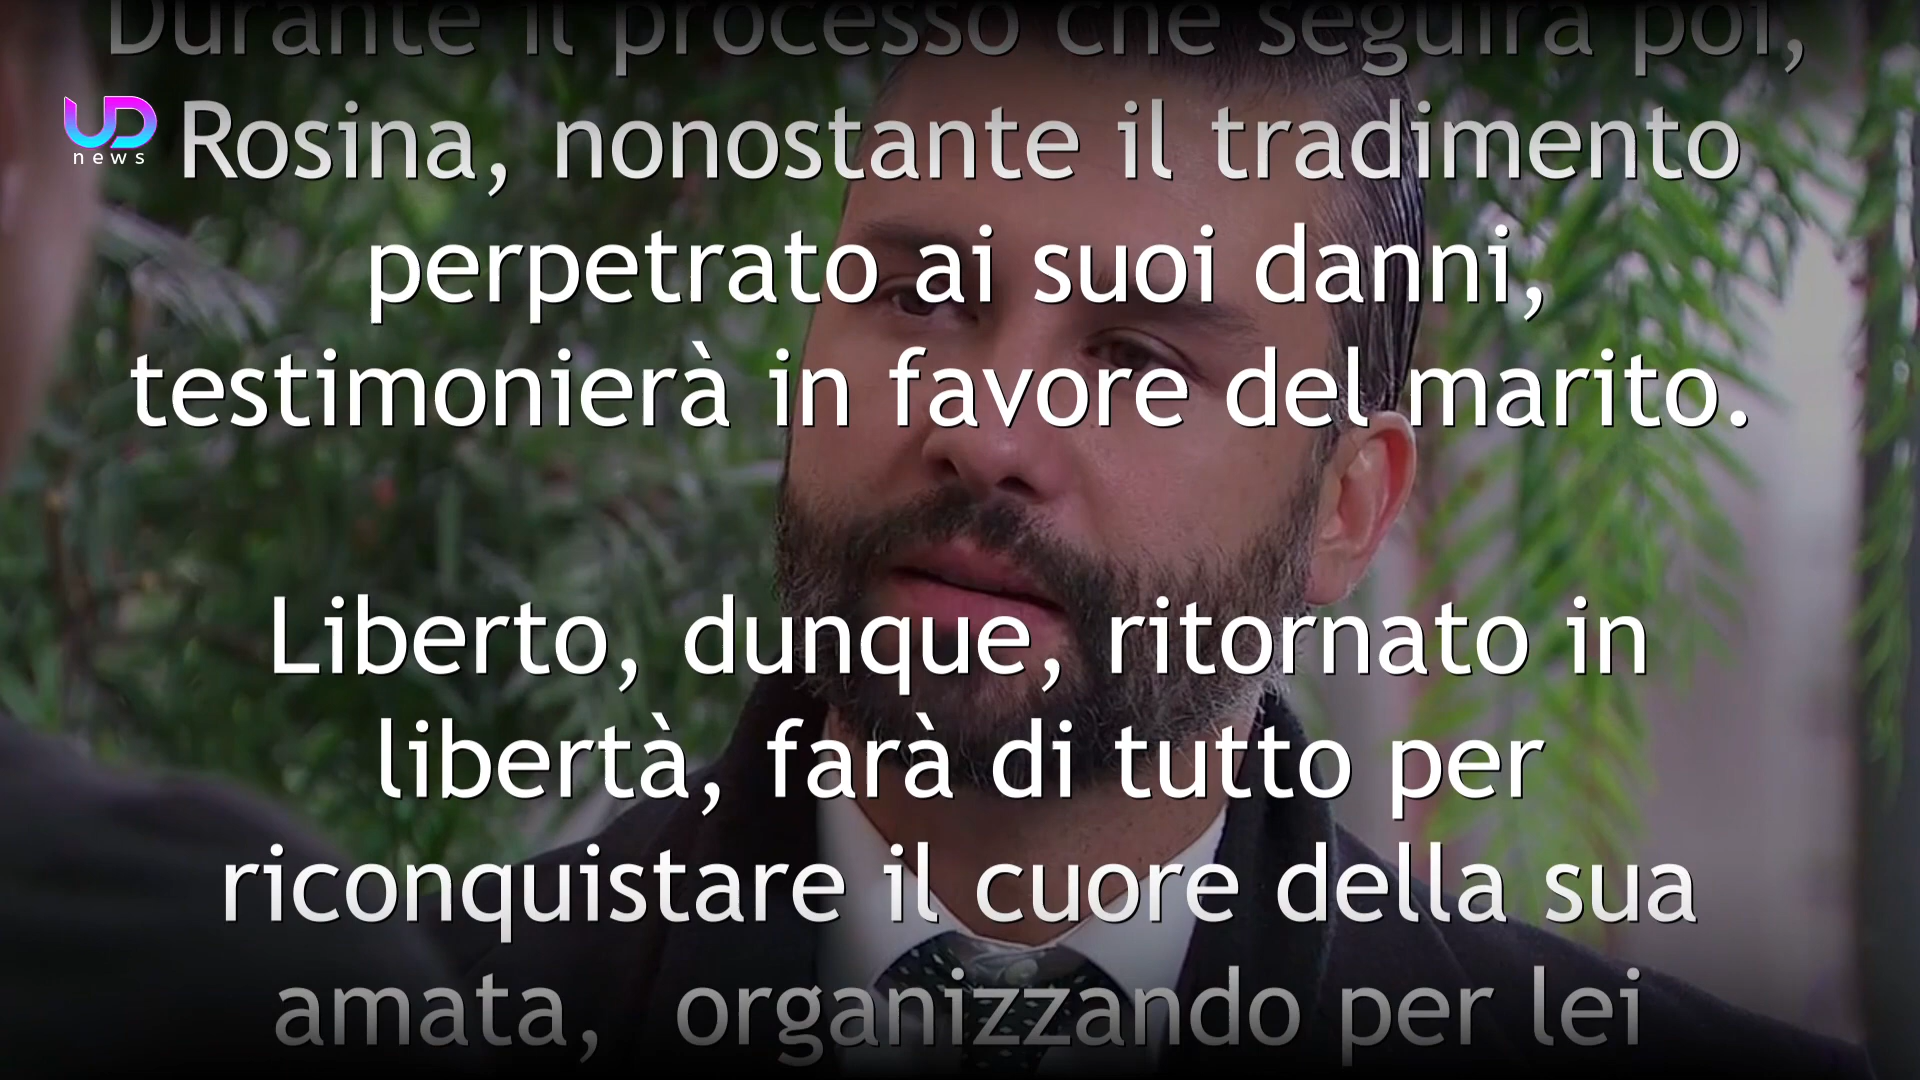 Durante il processo che seguirà poi,
UD
news
Rosina, nonostante il tradimento
perpetrato ai suoi danni,
testimonierà in favore del marito.
Liberto, dunque, ritornato in
libertà, farà di tutto per
riconquistare il cuore della sua
amata, organizzando per lei